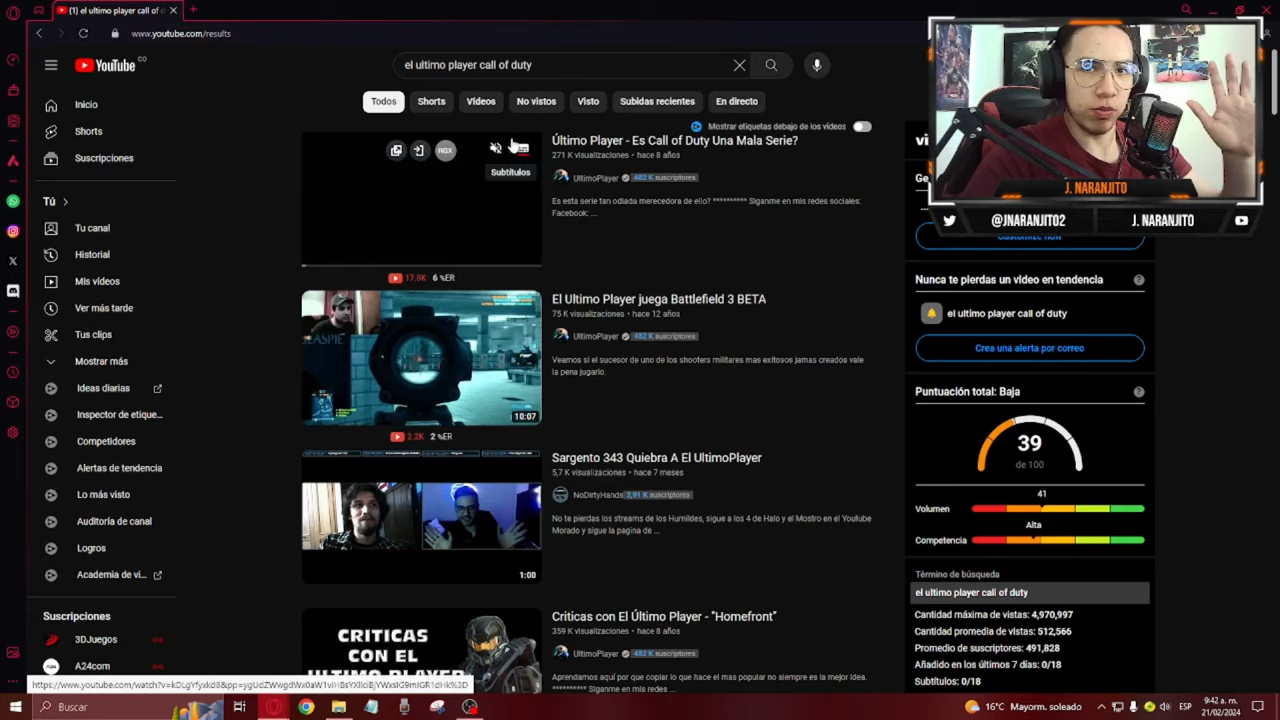 (1) el ultimo player call of d
www.youtube.com/results
YouTube CO
el ultimo player call of duty
Todos
Shorts
Vídeos
No vistos
Visto
Subidas recientes
En directo
Mostrar etiquetas debajo de los vídeos
Inicio
Shorts
Suscripciones
Tú
Tu canal
Historial
Mis vídeos
Ver más tarde
Tus clips
Mostrar más
Ideas diarias
Inspector de etique...
Competidores
Alertas de tendencia
Lo más visto
Auditoría de canal
Logros
Academia de vi...
Suscripciones
3DJuegos
A24com
Subtítulos
Último Player - Es Call of Duty Una Mala Serie?
271 K visualizaciones • hace 8 años
UltimoPlayer 482 K suscriptores
Es esta serie tan odiada merecedora de ello? ********** Siganme en mis redes sociales:
Facebook: ...
17.8K 6 %ER
El Ultimo Player juega Battlefield 3 BETA
75 K visualizaciones • hace 12 años
UltimoPlayer 482 K suscriptores
Veamos si el sucesor de uno de los shooters militares mas exitosos jamas creados vale
la pena jugarlo.
10:07
2.2K 2 %ER
Sargento 343 Quiebra A El UltimoPlayer
5,7 K visualizaciones • hace 7 meses
NoDirtyHands 2,91 K suscriptores
No te pierdas los streams de los Humildes, sigue a los 4 de Halo y el Mostro en el Youtube
Morado y sigue la pagina de ...
1:00
CRITICAS
CON EL
Criticas con El Último Player - "Homefront"
359 K visualizaciones • hace 8 años
UltimoPlayer 482 K suscriptores
Aprendamos aquí por que copiar lo que hace el mas popular no siempre es la mejor idea.
********** Siganme en mis redes ...
J. NARANJITO
@JNARANJITO2
J. NARANJITO
Customize now
Nunca te pierdas un video en tendencia
el ultimo player call of duty
Crea una alerta por correo
Puntuación total: Baja
39
de 100
41
Volumen
Alta
Competencia
Término de búsqueda
el ultimo player call of duty
Cantidad máxima de vistas: 4,970,997
Cantidad promedia de vistas: 512,566
Promedio de suscriptores: 491,828
Añadido en los últimos 7 días: 0/18
Subtítulos: 0/18
Buscar
16°C Mayorm. soleado
ESP
9:42 a. m.
21/02/2024